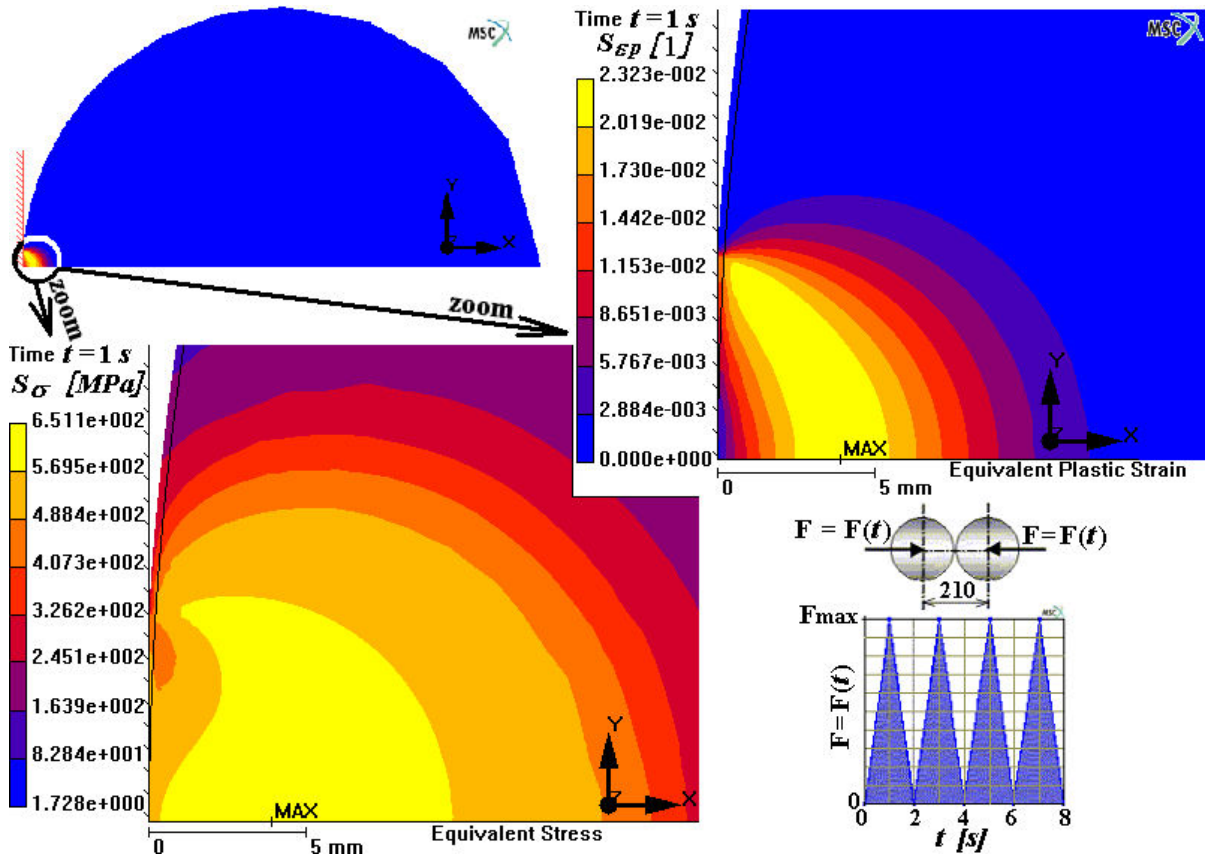 MSC
Y
Z
X
zoom
zoom
Time t = 1 s
Sεp [1]
2.323e-002
2.019e-002
1.730e-002
1.442e-002
1.153e-002
8.651e-003
5.767e-003
2.884e-003
0.000e+000
MSC
Y
Z
X
MAX
0
5 mm
Equivalent Plastic Strain
Time t = 1 s
Sσ [MPa]
6.511e+002
5.695e+002
4.884e+002
4.073e+002
3.262e+002
2.451e+002
1.639e+002
8.284e+001
1.728e+000
Y
Z
X
MAX
0
5 mm
Equivalent Stress
F = F(t)
F=F(t)
210
Fmax
MSC
F = F(t)
0
0 2 4 6 8
t [s]